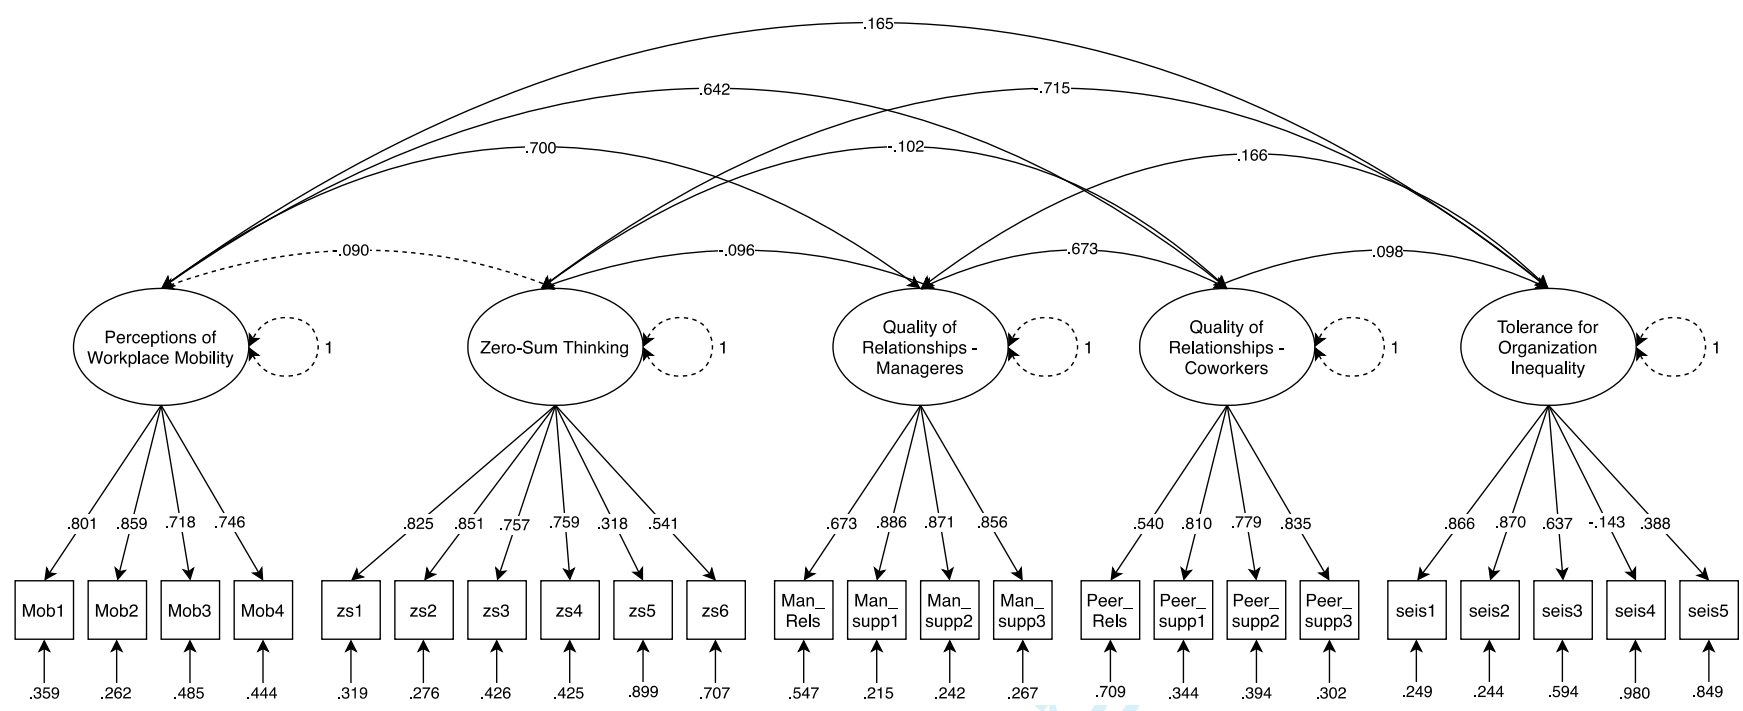 .165
.642
-.715
.700
-.102
.166
-.090
-.096
.673
.098
Perceptions of
Workplace Mobility
1
Zero-Sum Thinking
1
Quality of
Relationships -
Manageres
1
Quality of
Relationships -
Coworkers
1
Tolerance for
Organization
Inequality
1
.801 .859 .718 .746
.825 .851 .757 .759 .318 .541
.673 .886 .871 .856
.540 .810 .779 .835
.866 .870 .637 -.143 .388
Mob1 Mob2 Mob3 Mob4
zs1 zs2 zs3 zs4 zs5 zs6
Man_ Man_ Man_ Man_
Rels supp1 supp2 supp3
Peer_ Peer_ Peer_ Peer_
Rels supp1 supp2 supp3
seis1 seis2 seis3 seis4 seis5
.359 .262 .485 .444
.319 .276 .426 .425 .899 .707
.547 .215 .242 .267
.709 .344 .394 .302
.249 .244 .594 .980 .849